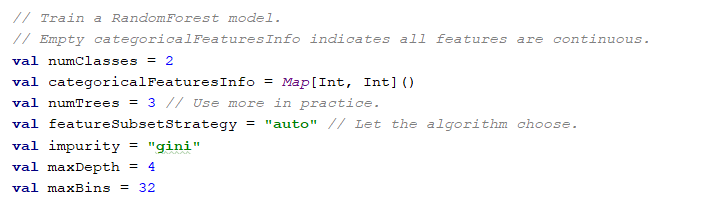 // Train a RandomForest model.
// Empty categoricalFeaturesInfo indicates all features are continuous.
val numClasses = 2
val categoricalFeaturesInfo = Map[Int, Int]()
val numTrees = 3 // Use more in practice.
val featureSubsetStrategy = "auto" // Let the algorithm choose.
val impurity = "gini"
val maxDepth = 4
val maxBins = 32